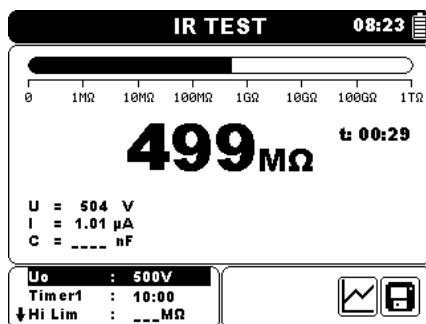 IR TEST 08:23
0 1MΩ 10MΩ 100MΩ 1GΩ 10GΩ 100GΩ 1TΩ
499MΩ t: 00:29
U = 504 V
I = 1.01 µA
C = ____ nF
Uo : 500V
Timer1 : 10:00
Hi Lim : ___MΩ